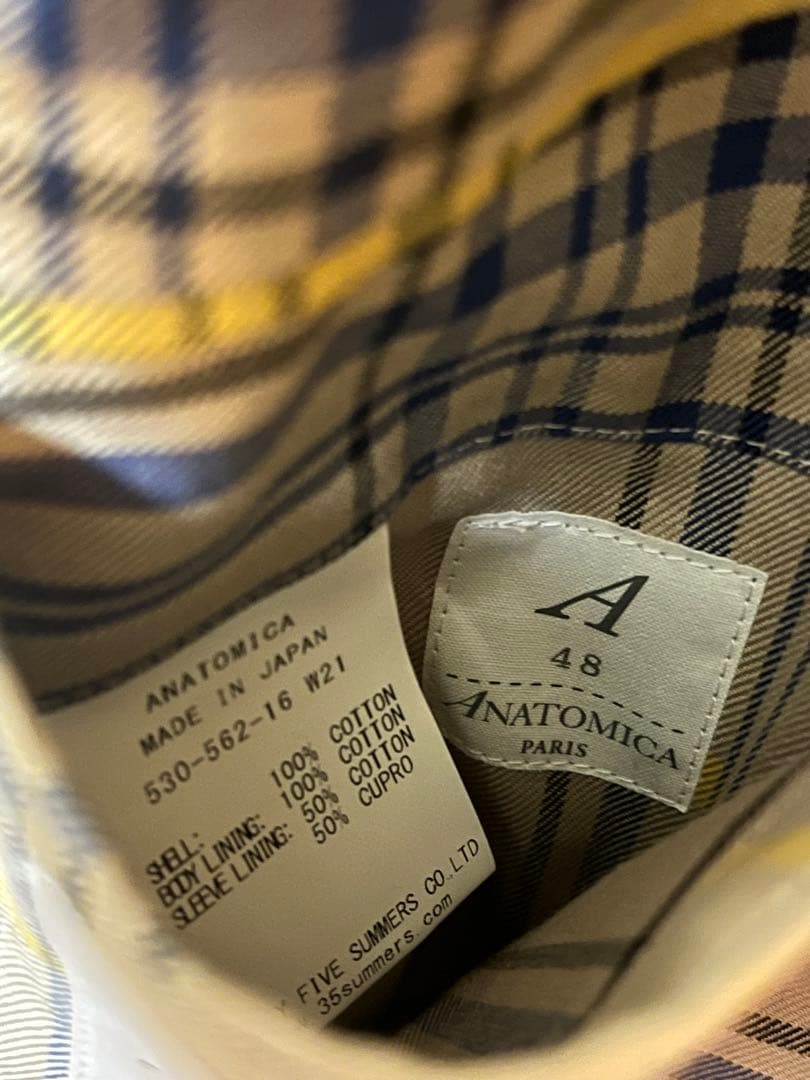 ANATOMICA
MADE IN JAPAN
530-562-16 W21
SHELL: 100% COTTON
BODY LINING: 100% COTTON
SLEEVE LINING: 50% COTTON
50% CUPRO
FIVE SUMMERS CO.,LTD
35summers.com
A
48
ANATOMICA
PARIS